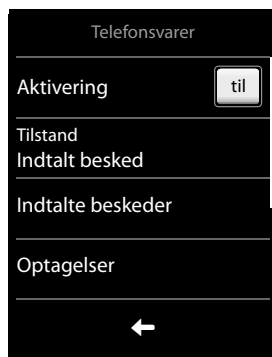 Telefonsvarer
Aktivering til
Tilstand
Indtalt besked
Indtalte beskeder
Optagelser